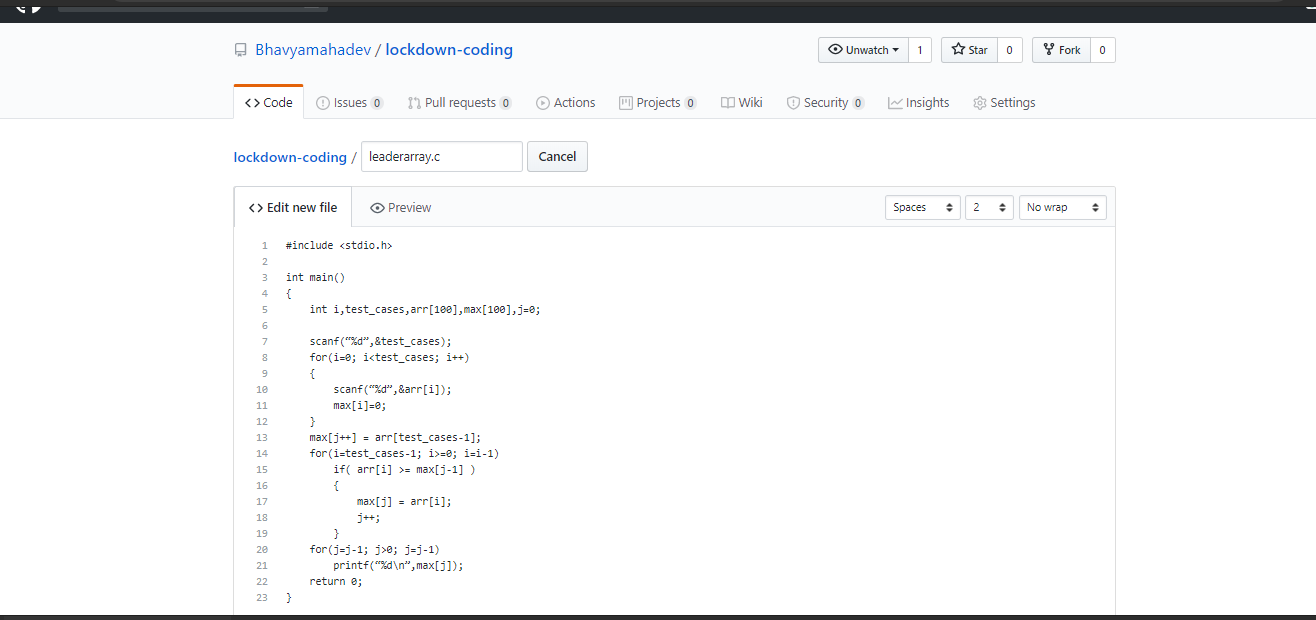 Bhavyamahadev / lockdown-coding
Unwatch 1 Star 0 Fork 0
<> Code Issues 0 Pull requests 0 Actions Projects 0 Wiki Security 0 Insights Settings
lockdown-coding / leaderarray.c Cancel
<> Edit new file Preview Spaces 2 No wrap
1 #include <stdio.h>
2
3 int main()
4 {
5 int i,test_cases,arr[100],max[100],j=0;
6
7 scanf(“%d”,&test_cases);
8 for(i=0; i<test_cases; i++)
9 {
10 scanf(“%d”,&arr[i]);
11 max[i]=0;
12 }
13 max[j++] = arr[test_cases-1];
14 for(i=test_cases-1; i>=0; i=i-1)
15 if( arr[i] >= max[j-1] )
16 {
17 max[j] = arr[i];
18 j++;
19 }
20 for(j=j-1; j>0; j=j-1)
21 printf(“%d\n”,max[j]);
22 return 0;
23 }